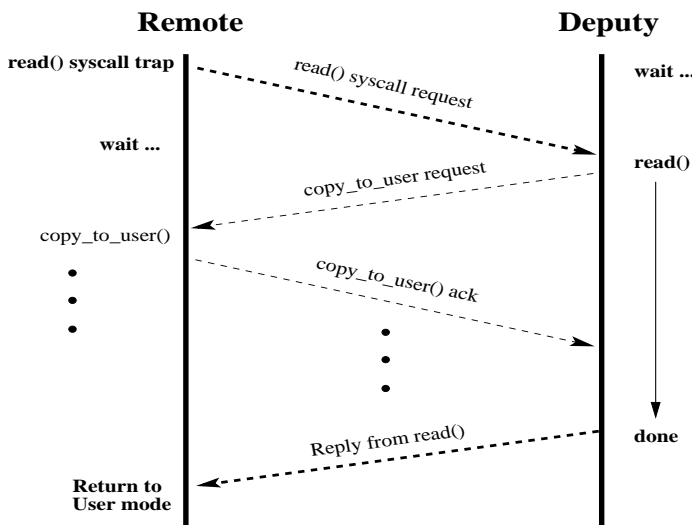 Remote
Deputy
read() syscall trap
read() syscall request
wait ...
wait ...
read()
copy_to_user request
copy_to_user()
copy_to_user() ack
Reply from read()
done
Return to
User mode